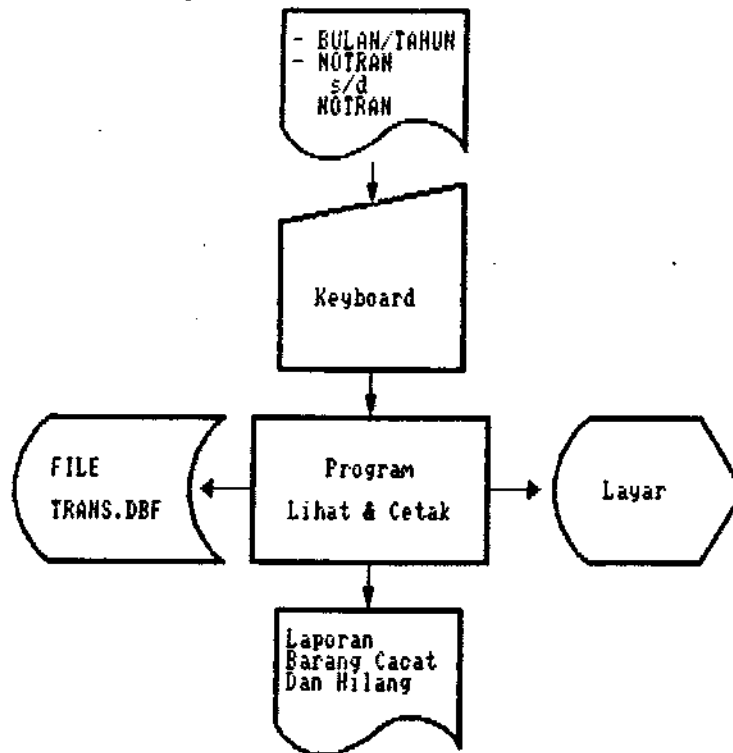 - BULAN/TAHUN
- NOTRAN
s/d
NOTRAN
Keyboard
FILE
TRANS.DBF
Program
Lihat & Cetak
Layar
Laporan
Barang Cacat
Dan Hilang